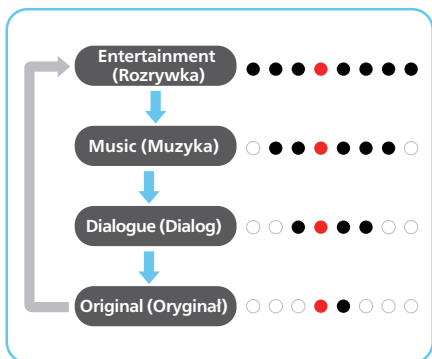 Entertainment
(Rozrywka)
Music (Muzyka)
Dialogue (Dialog)
Original (Oryginał)